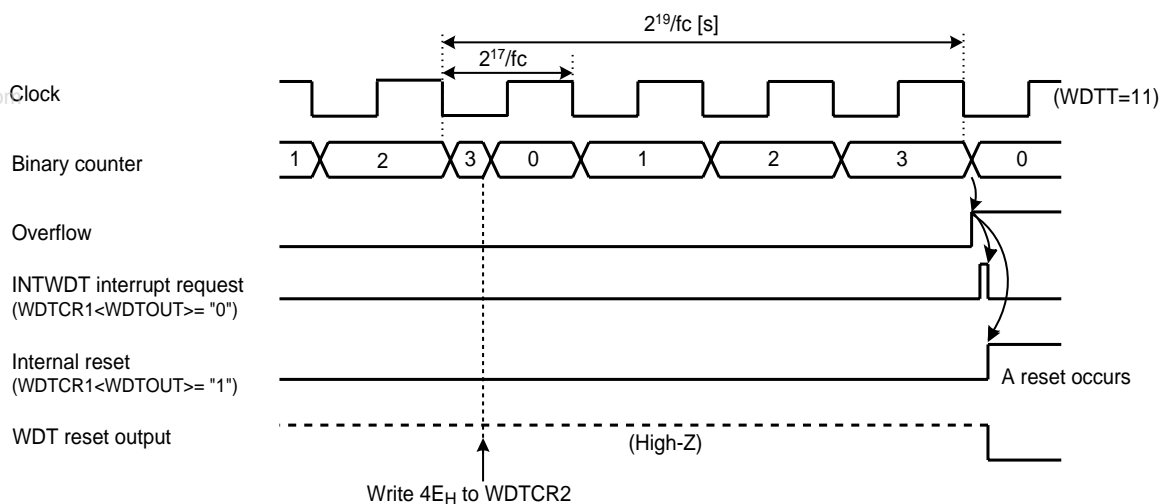 2¹⁹/fc [s]
2¹⁷/fc
Clock
(WDTT=11)
Binary counter
1 2 3 0 1 2 3 0
Overflow
INTWDT interrupt request
(WDTCR1<WDTOUT>= "0")
Internal reset
(WDTCR1<WDTOUT>= "1")
A reset occurs
WDT reset output
(High-Z)
Write 4E_H to WDTCR2